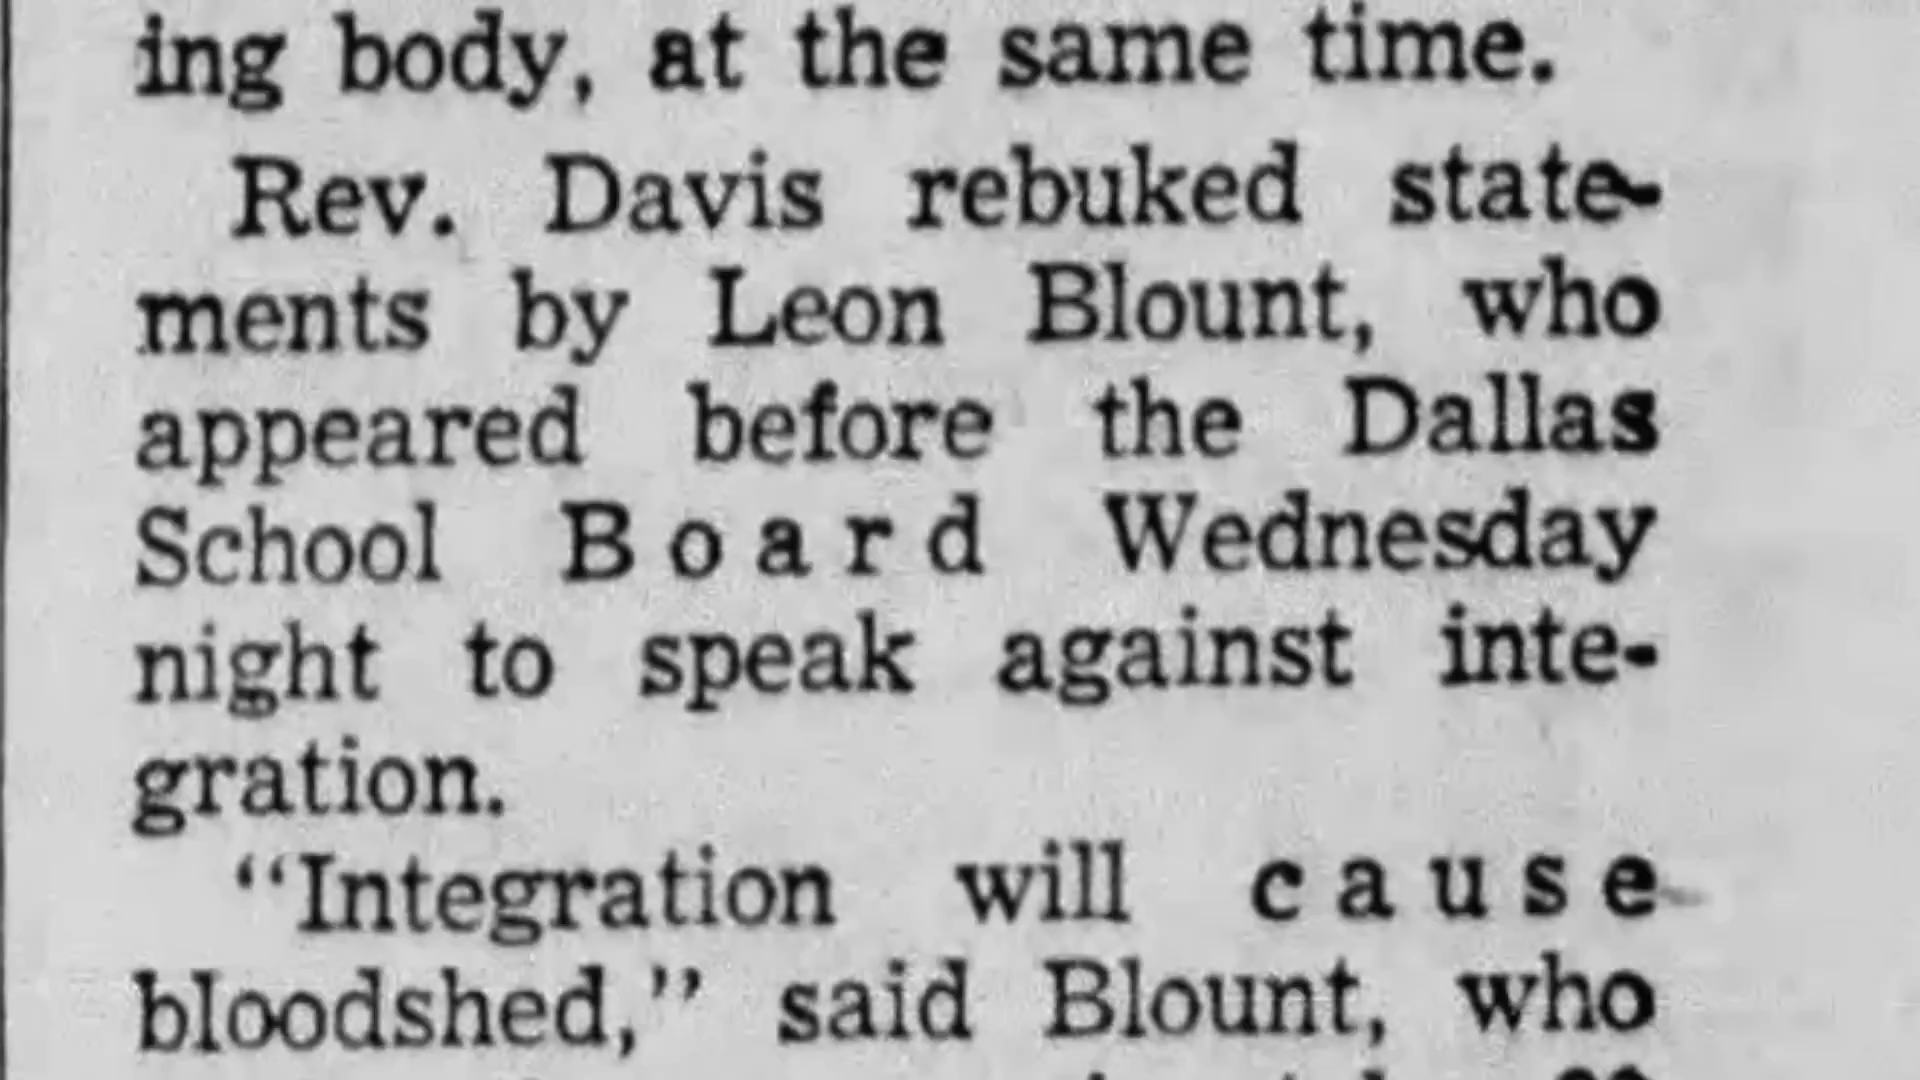 ing body, at the same time.
Rev. Davis rebuked state-
ments by Leon Blount, who
appeared before the Dallas
School Board Wednesday
night to speak against inte-
gration.
“Integration will cause
bloodshed,” said Blount, who